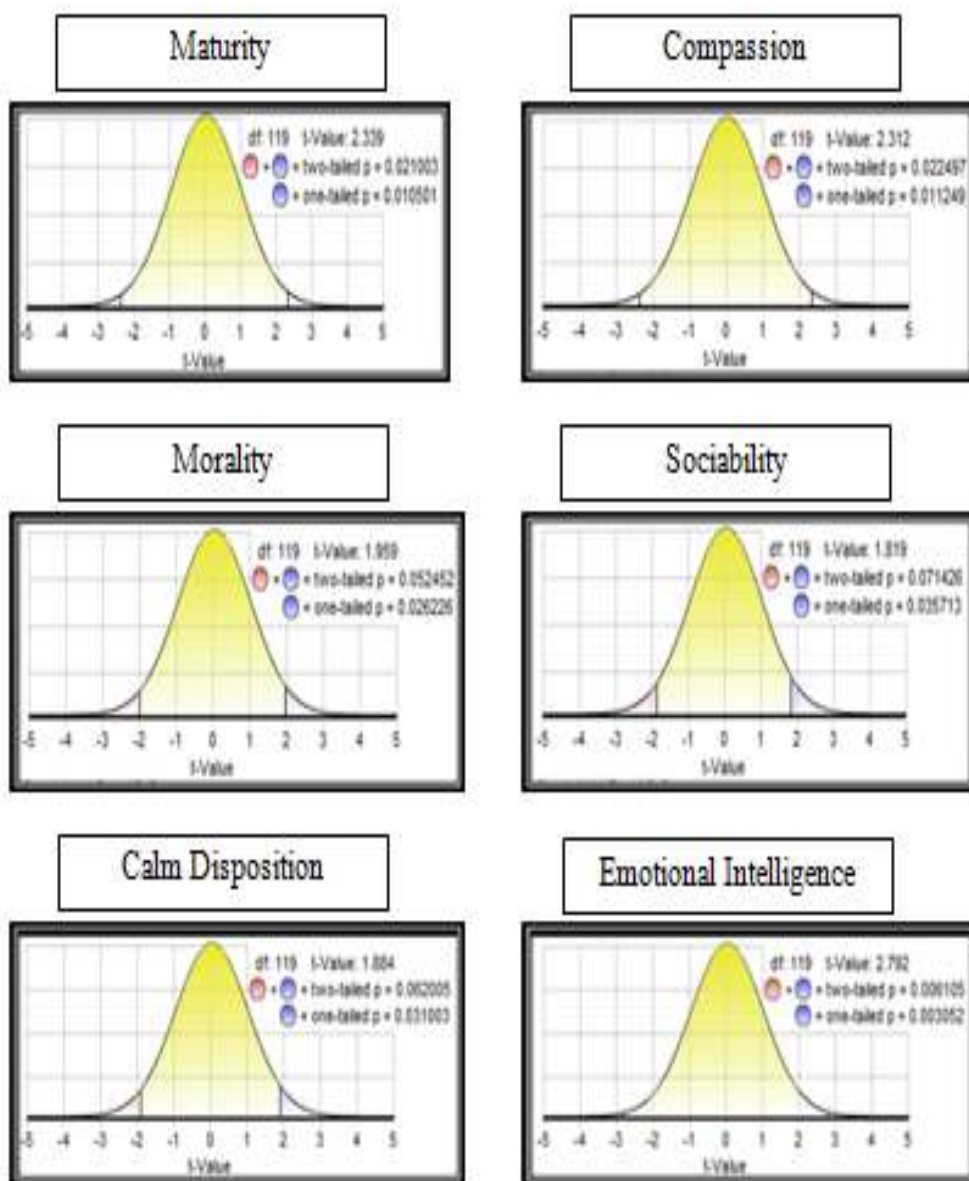 Maturity
df: 119 t-Value: 2.339
+ + two-tailed p = 0.021003
+ one-tailed p = 0.010501
-5 -4 -3 -2 -1 0 1 2 3 4 5
t-Value
Compassion
df: 119 t-Value: 2.312
+ + two-tailed p = 0.022497
+ one-tailed p = 0.011249
-5 -4 -3 -2 -1 0 1 2 3 4 5
t-Value
Morality
df: 119 t-Value: 1.959
+ + two-tailed p = 0.052452
+ one-tailed p = 0.026226
-5 -4 -3 -2 -1 0 1 2 3 4 5
t-Value
Sociability
df: 119 t-Value: 1.819
+ + two-tailed p = 0.071426
+ one-tailed p = 0.035713
-5 -4 -3 -2 -1 0 1 2 3 4 5
t-Value
Calm Disposition
df: 119 t-Value: 1.884
+ + two-tailed p = 0.062005
+ one-tailed p = 0.031003
-5 -4 -3 -2 -1 0 1 2 3 4 5
t-Value
Emotional Intelligence
df: 119 t-Value: 2.792
+ + two-tailed p = 0.006105
+ one-tailed p = 0.003052
-5 -4 -3 -2 -1 0 1 2 3 4 5
t-Value